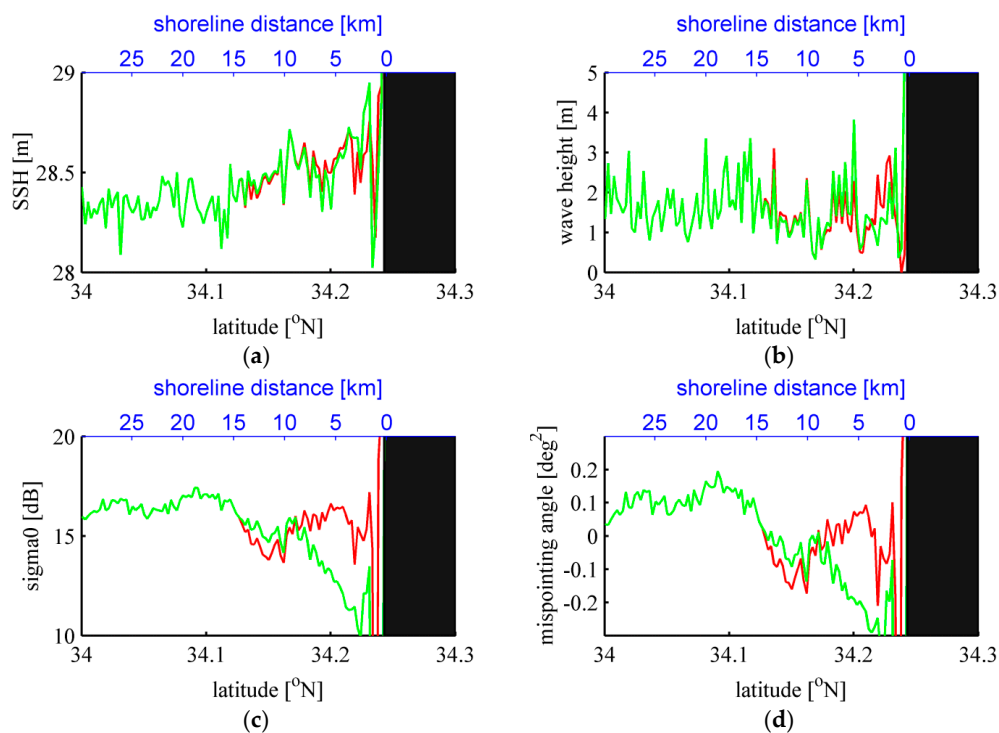 shoreline distance [km]
25 20 15 10 5 0
29
28.5
28
SSH [m]
34 34.1 34.2 34.3
latitude [°N]
(a)
shoreline distance [km]
25 20 15 10 5 0
5
4
3
2
1
0
wave height [m]
34 34.1 34.2 34.3
latitude [°N]
(b)
shoreline distance [km]
25 20 15 10 5 0
20
15
10
sigma0 [dB]
34 34.1 34.2 34.3
latitude [°N]
(c)
shoreline distance [km]
25 20 15 10 5 0
0.2
0.1
0
-0.1
-0.2
mispointing angle [deg²]
34 34.1 34.2 34.3
latitude [°N]
(d)